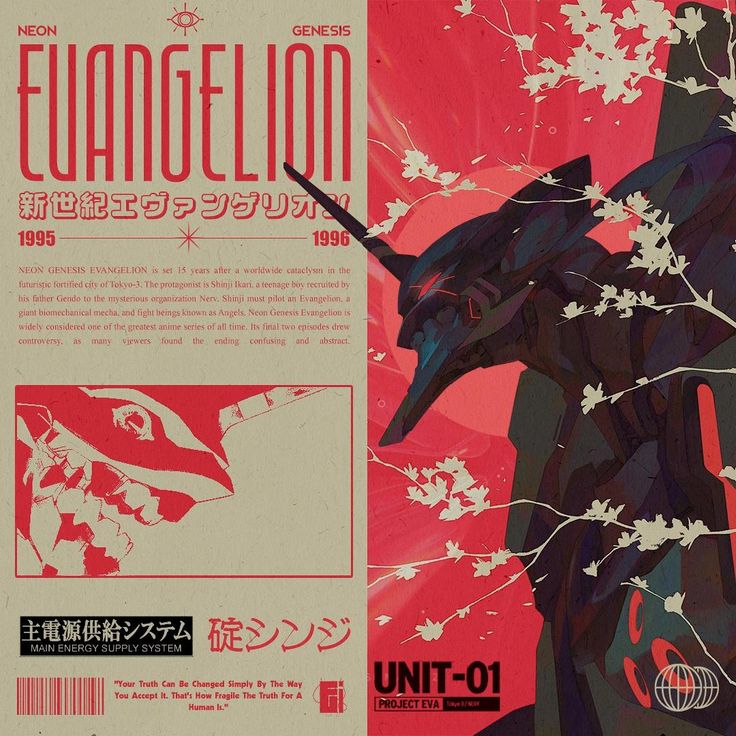 NEON GENESIS
EVANGELION
新世紀エヴァンゲリオン
1995 1996
NEON GENESIS EVANGELION is set 15 years after a worldwide cataclysm in the
futuristic fortified city of Tokyo-3. The protagonist is Shinji Ikari, a teenage boy recruited by
his father Gendo to the mysterious organization Nerv. Shinji must pilot an Evangelion, a
giant biomechanical mecha, and fight beings known as Angels. Neon Genesis Evangelion is
widely considered one of the greatest anime series of all time. Its final two episodes drew
controversy, as many viewers found the ending confusing and abstract.
主電源供給システム
MAIN ENERGY SUPPLY SYSTEM
碇シンジ
"Your Truth Can Be Changed Simply By The Way
You Accept It. That's How Fragile The Truth For A
Human Is."
UNIT-01
PROJECT EVA